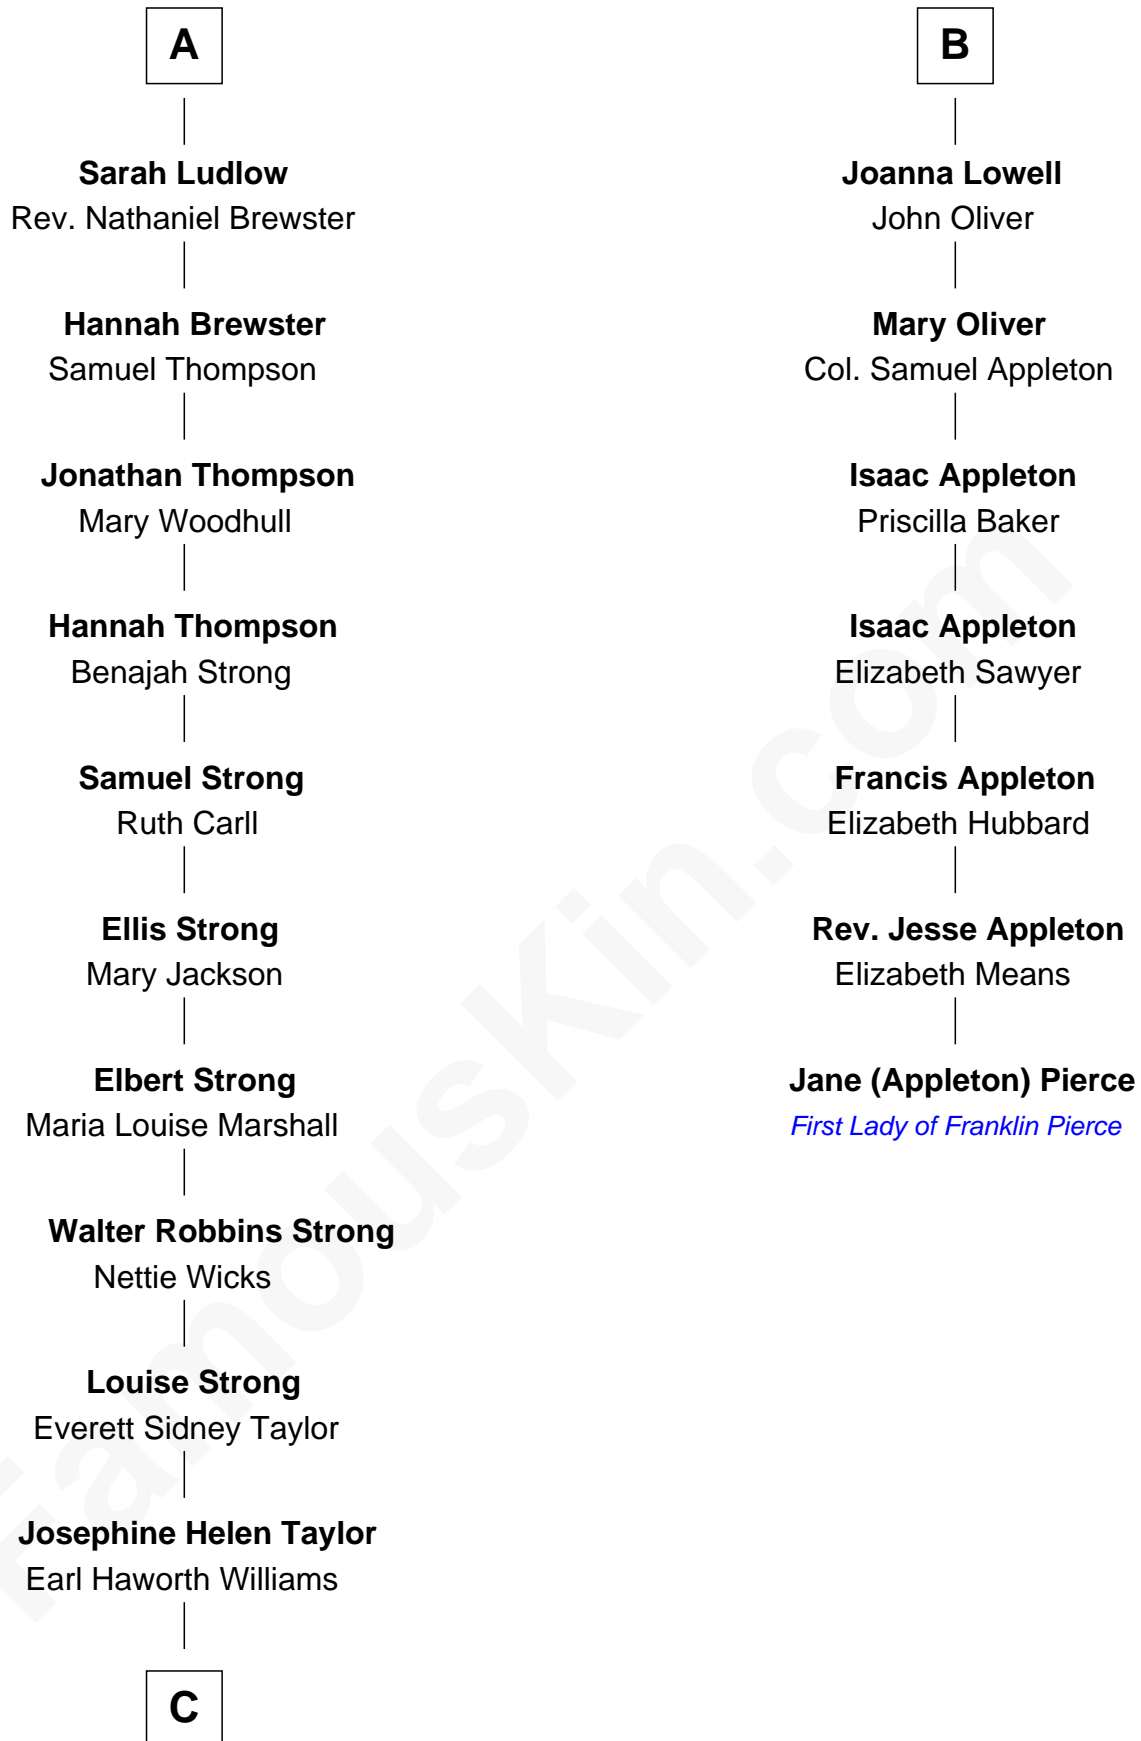 A
Sarah Ludlow
Rev. Nathaniel Brewster
Hannah Brewster
Samuel Thompson
Jonathan Thompson
Mary Woodhull
Hannah Thompson
Benajah Strong
Samuel Strong
Ruth Carll
Ellis Strong
Mary Jackson
Elbert Strong
Maria Louise Marshall
Walter Robbins Strong
Nettie Wicks
Louise Strong
Everett Sidney Taylor
Josephine Helen Taylor
Earl Haworth Williams
C
B
Joanna Lowell
John Oliver
Mary Oliver
Col. Samuel Appleton
Isaac Appleton
Priscilla Baker
Isaac Appleton
Elizabeth Sawyer
Francis Appleton
Elizabeth Hubbard
Rev. Jesse Appleton
Elizabeth Means
Jane (Appleton) Pierce
First Lady of Franklin Pierce
FamousKin.com